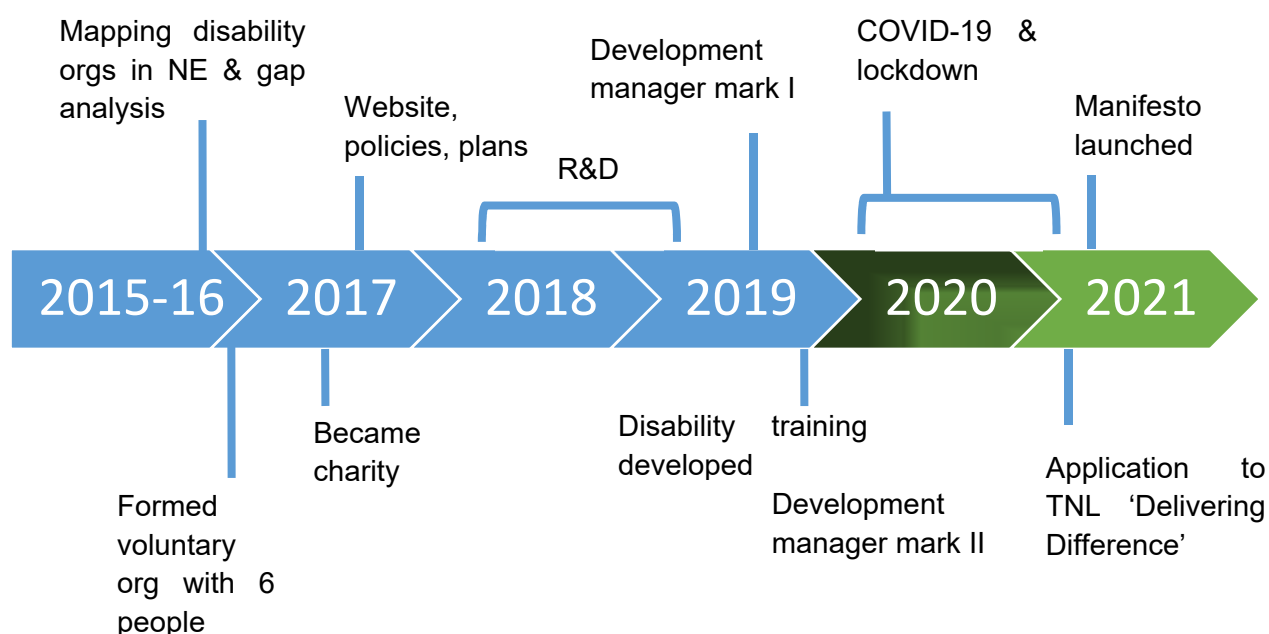 Mapping disability
orgs in NE & gap
analysis
Website,
policies, plans
R&D
Development
manager mark I
COVID-19 &
lockdown
Manifesto
launched
2015-16
2017
2018
2019
2020
2021
Formed
voluntary
org with 6
people
Became
charity
Disability training
developed
Development
manager mark II
Application to
TNL ‘Delivering
Difference’